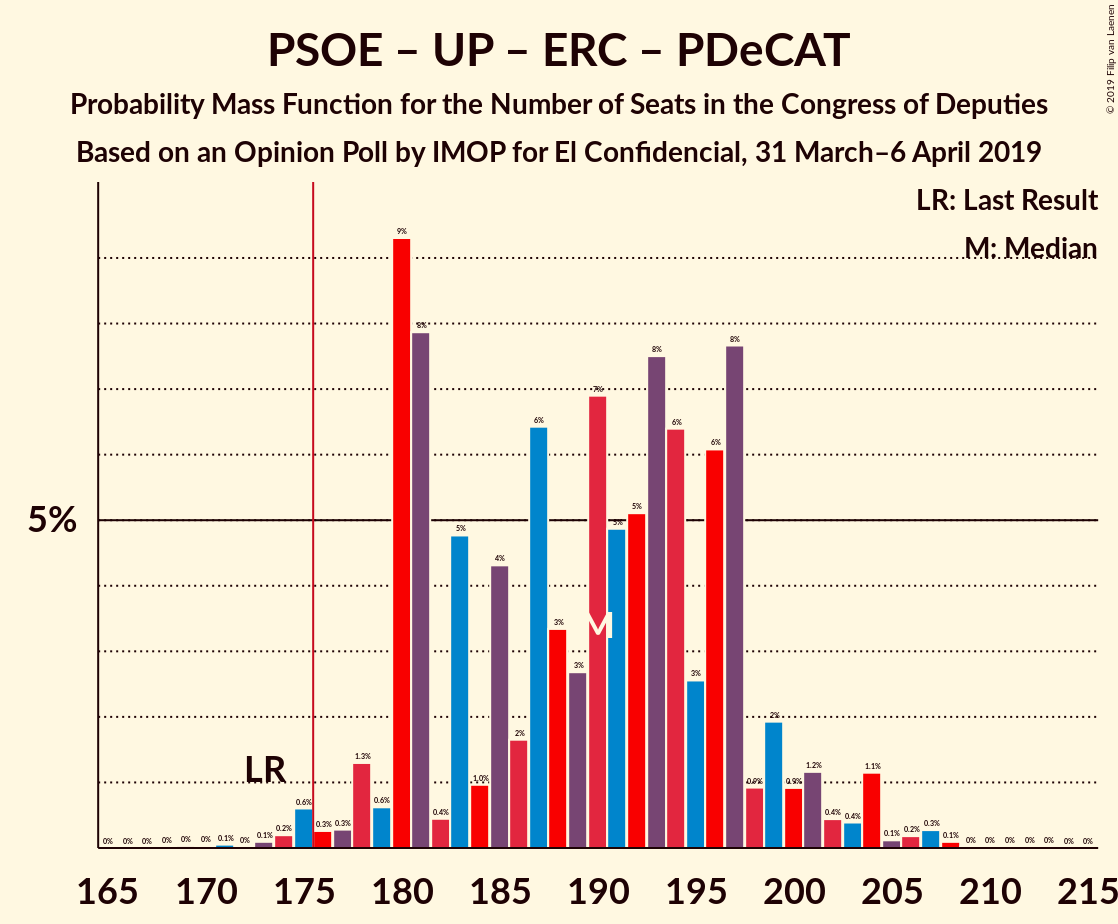 PSOE – UP – ERC – PDeCAT
Probability Mass Function for the Number of Seats in the Congress of Deputies
Based on an Opinion Poll by IMOP for El Confidencial, 31 March–6 April 2019
© 2019 Filip van Laenen
LR: Last Result
M: Median
5%
LR
M
0% 0% 0% 0% 0% 0% 0.1% 0% 0.1% 0.2% 0.6% 0.3% 0.3% 1.3% 0.6% 9% 8% 0.4% 5% 1.0% 4% 2% 6% 3% 3% 7% 5% 5% 8% 6% 3% 6% 8% 0.9% 2% 0.9% 1.2% 0.4% 0.4% 1.1% 0.1% 0.2% 0.3% 0.1% 0% 0% 0% 0% 0% 0% 0%
165 170 175 180 185 190 195 200 205 210 215